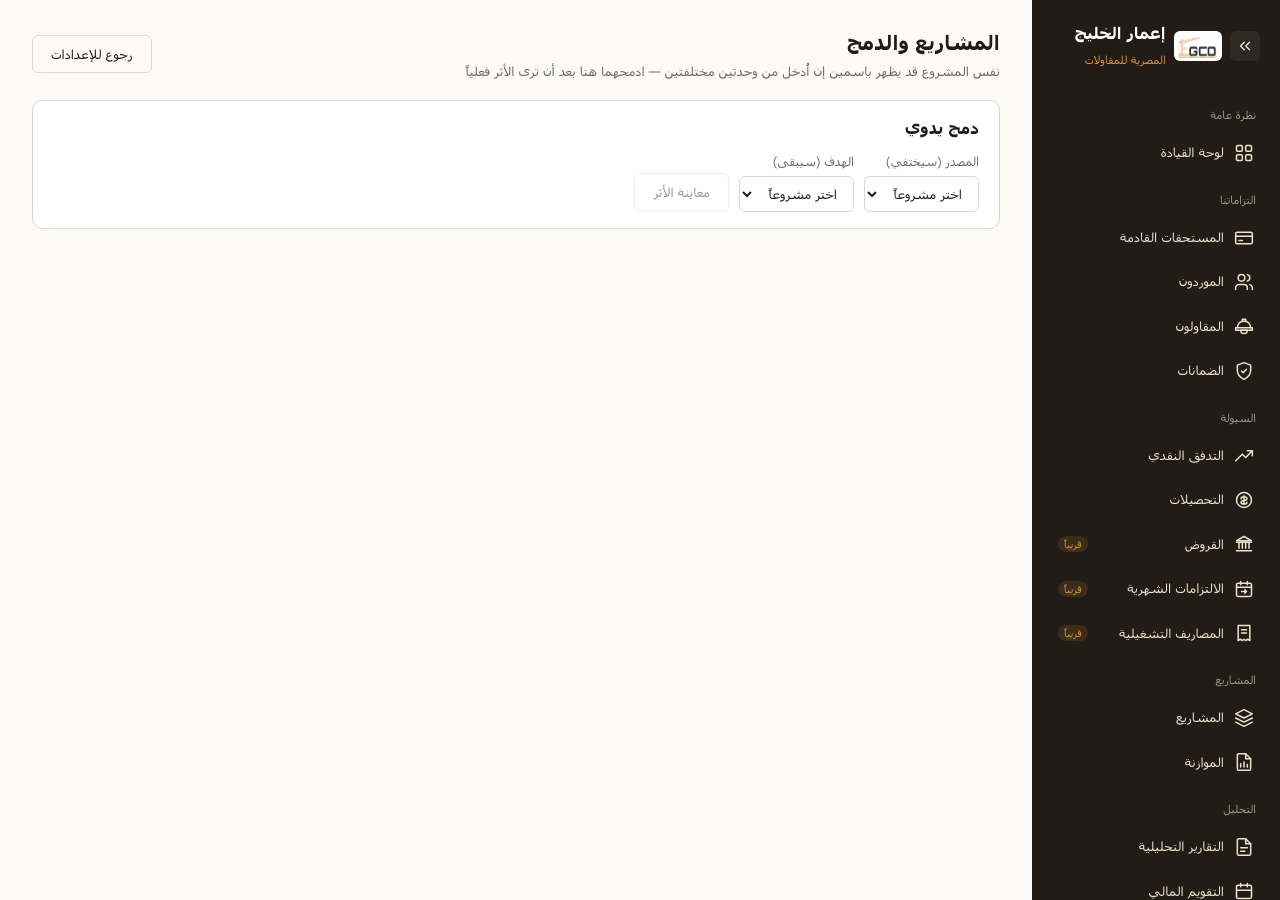 إعمار الخليج
المصرية للمقاولات
GCO
نظرة عامة
لوحة القيادة
التزاماتنا
المستحقات القادمة
الموردون
المقاولون
الضمانات
السيولة
التدفق النقدي
التحصيلات
القروض
قريباً
الالتزامات الشهرية
قريباً
المصاريف التشغيلية
قريباً
المشاريع
المشاريع
الموازنة
التحليل
التقارير التحليلية
التقويم المالي
المشاريع والدمج
نفس المشروع قد يظهر باسمين إن أُدخل من وحدتين مختلفتين — ادمجهما هنا بعد أن ترى الأثر فعلياً
رجوع للإعدادات
دمج يدوي
المصدر (سيختفي)
الهدف (سيبقى)
اختر مشروعاً
اختر مشروعاً
معاينة الأثر